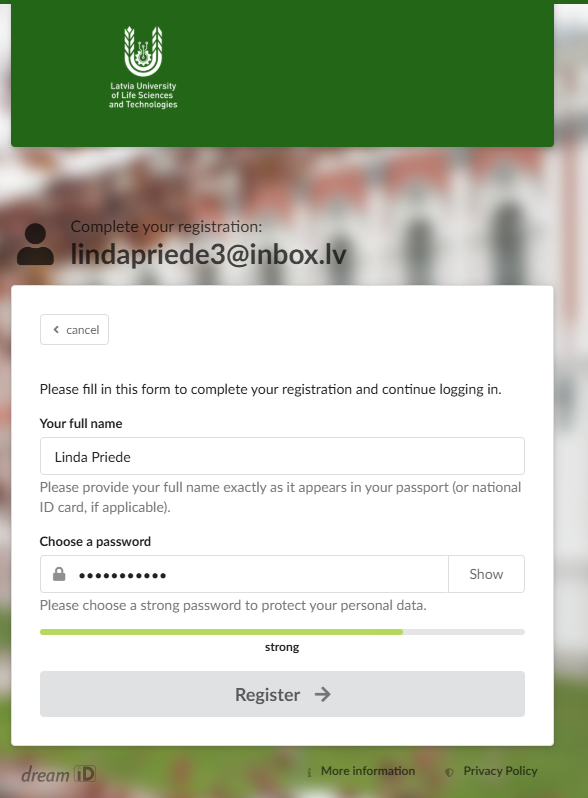 Latvia University
of Life Sciences
and Technologies
Complete your registration:
lindapriede3@inbox.lv
cancel
Please fill in this form to complete your registration and continue logging in.
Your full name
Linda Priede
Please provide your full name exactly as it appears in your passport (or national
ID card, if applicable).
Choose a password
•••••••••••
Show
Please choose a strong password to protect your personal data.
strong
Register
dream iD
More information
Privacy Policy